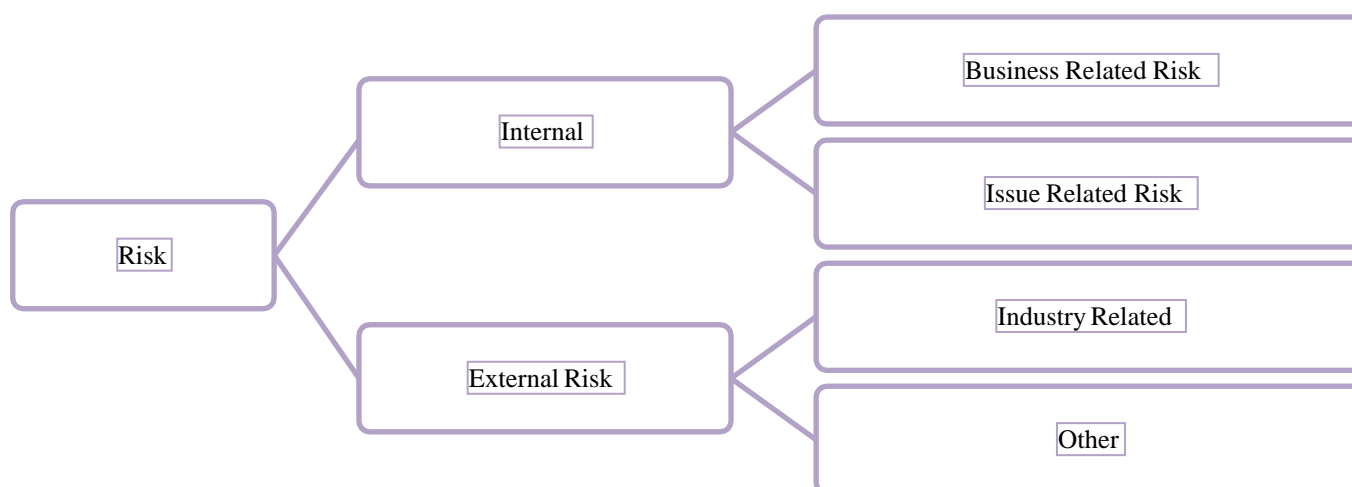 Business Related Risk
Internal
Issue Related Risk
Risk
Industry Related
External Risk
Other